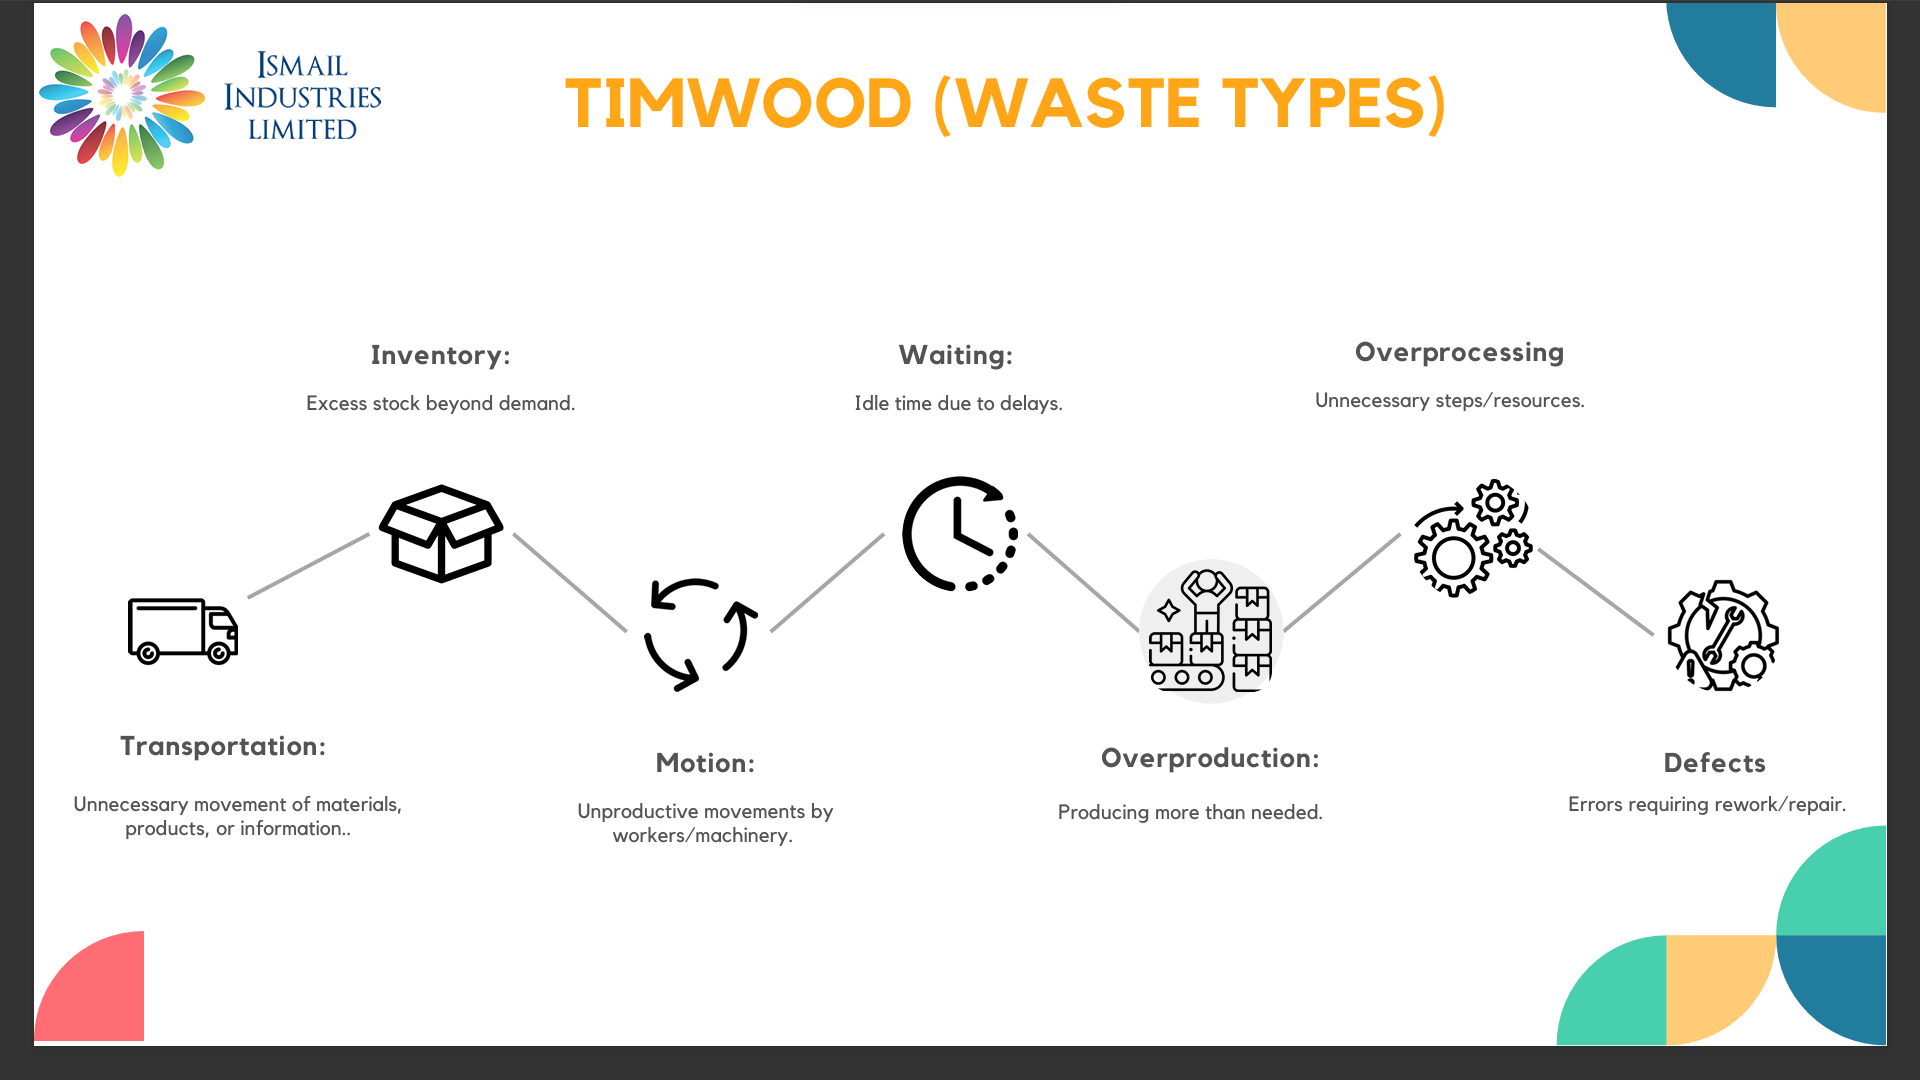 ISMAIL
INDUSTRIES
LIMITED
TIMWOOD (WASTE TYPES)
Inventory:
Excess stock beyond demand.
Waiting:
Idle time due to delays.
Overprocessing
Unnecessary steps/resources.
Transportation:
Unnecessary movement of materials,
products, or information..
Motion:
Unproductive movements by
workers/machinery.
Overproduction:
Producing more than needed.
Defects
Errors requiring rework/repair.